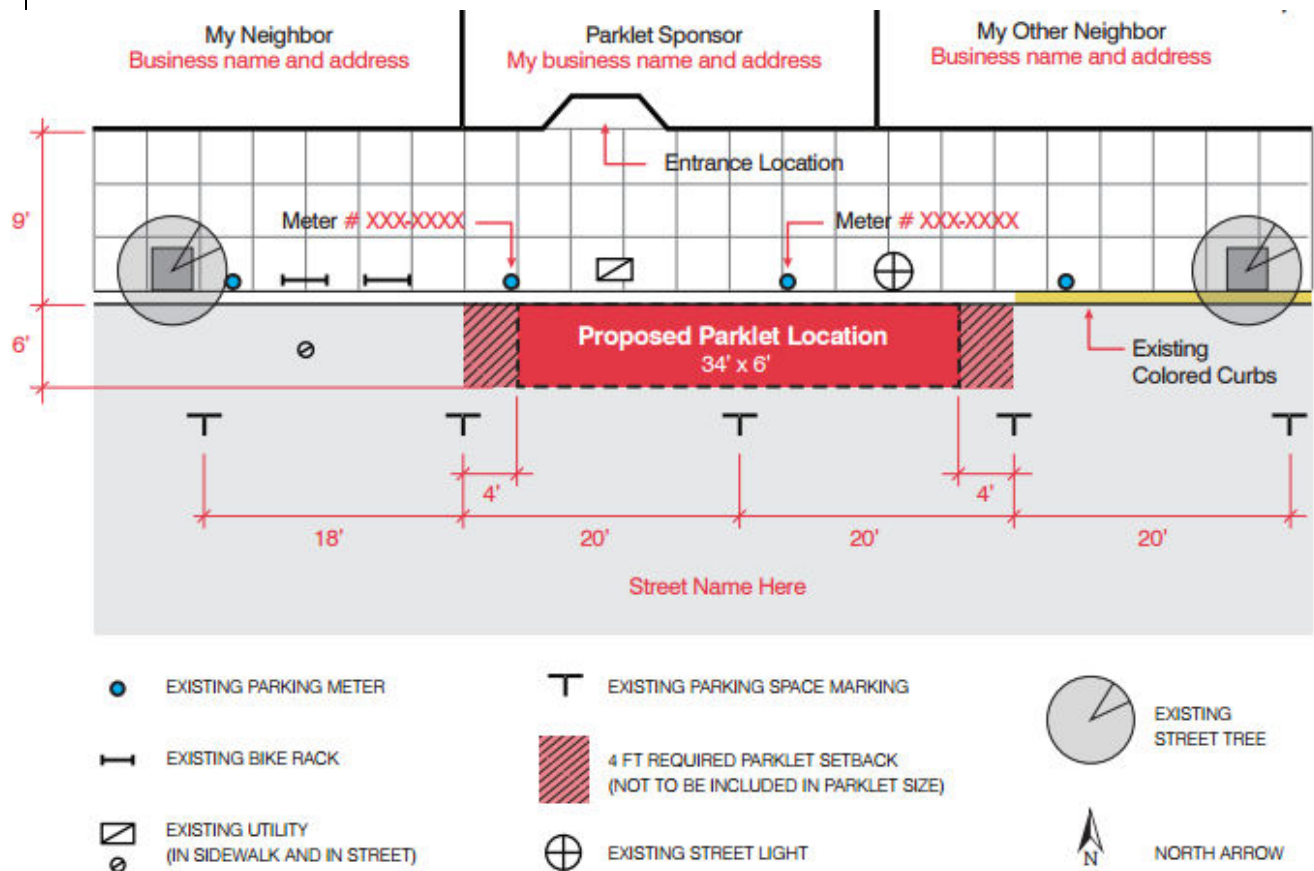 My Neighbor
Business name and address
Parklet Sponsor
My business name and address
My Other Neighbor
Business name and address
Entrance Location
9'
Meter # XXX-XXXX
Meter # XXX-XXXX
6'
Proposed Parklet Location
34' x 6'
Existing
Colored Curbs
4'
4'
18'
20'
20'
20'
Street Name Here
EXISTING PARKING METER
EXISTING BIKE RACK
EXISTING UTILITY
(IN SIDEWALK AND IN STREET)
EXISTING PARKING SPACE MARKING
4 FT REQUIRED PARKLET SETBACK
(NOT TO BE INCLUDED IN PARKLET SIZE)
EXISTING STREET LIGHT
EXISTING
STREET TREE
N
NORTH ARROW